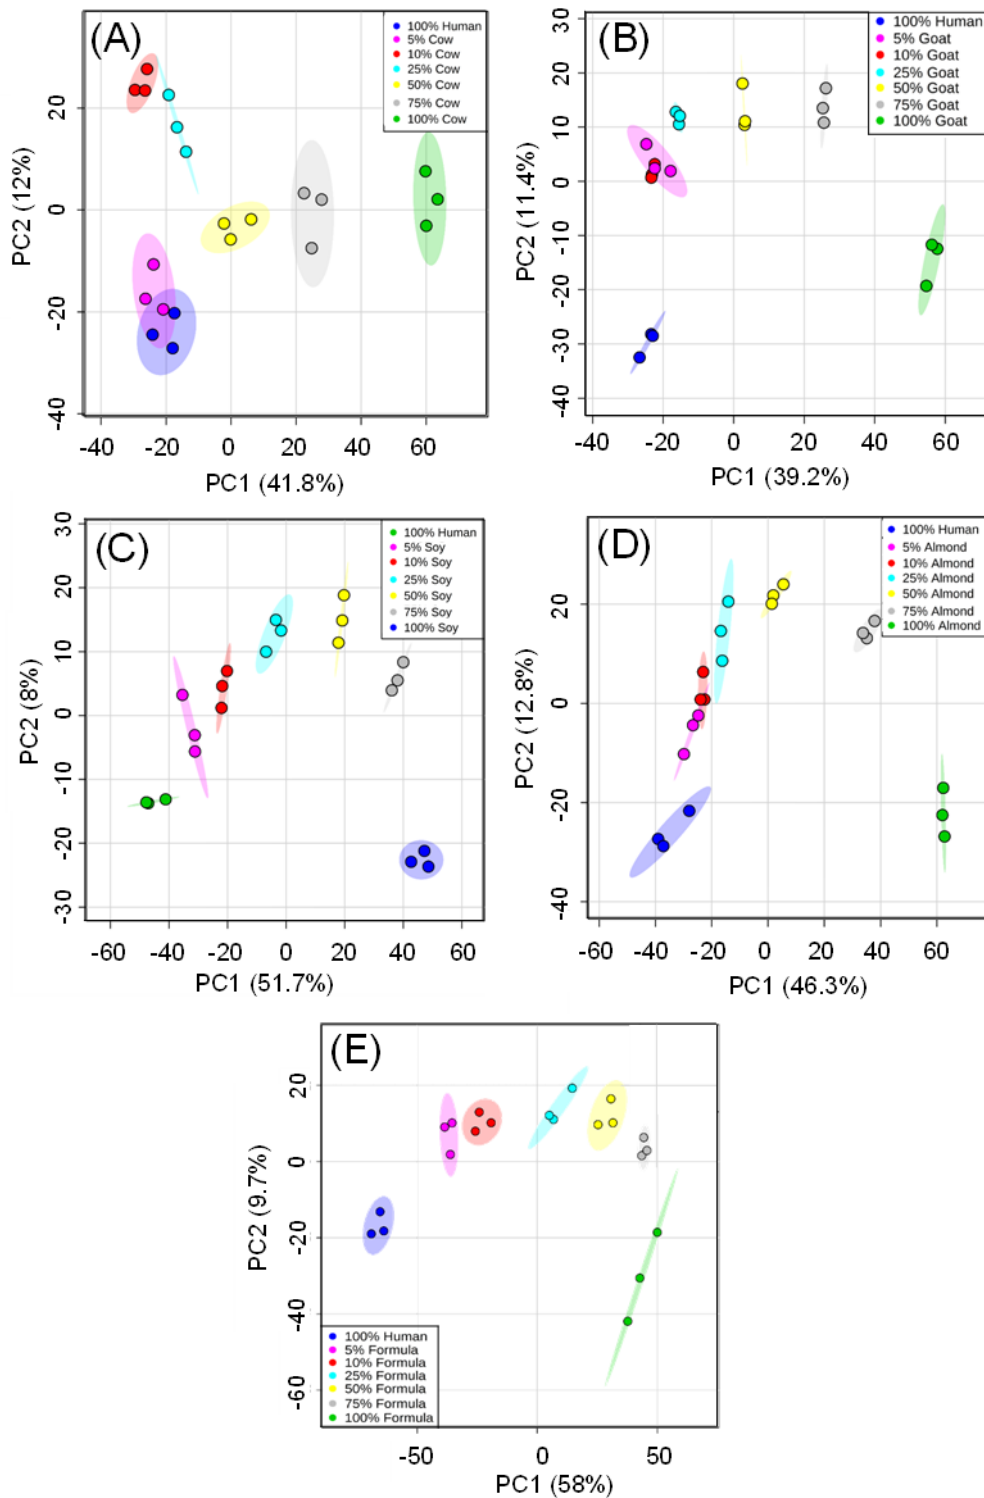 (A)
100% Human
5% Cow
10% Cow
25% Cow
50% Cow
75% Cow
100% Cow
20
0
-20
-40
PC2 (12%)
-40 -20 0 20 40 60
PC1 (41.8%)
(B)
100% Human
5% Goat
10% Goat
25% Goat
50% Goat
75% Goat
100% Goat
30
20
10
0
-10
-20
-30
-40
PC2 (11.4%)
-40 -20 0 20 40 60
PC1 (39.2%)
(C)
100% Human
5% Soy
10% Soy
25% Soy
50% Soy
75% Soy
100% Soy
30
20
10
0
-10
-20
-30
PC2 (8%)
-60 -40 -20 0 20 40 60
PC1 (51.7%)
(D)
100% Human
5% Almond
10% Almond
25% Almond
50% Almond
75% Almond
100% Almond
20
0
-20
-40
PC2 (12.8%)
-60 -40 -20 0 20 40 60
PC1 (46.3%)
(E)
20
0
-20
-40
-60
PC2 (9.7%)
100% Human
5% Formula
10% Formula
25% Formula
50% Formula
75% Formula
100% Formula
-50 0 50
PC1 (58%)